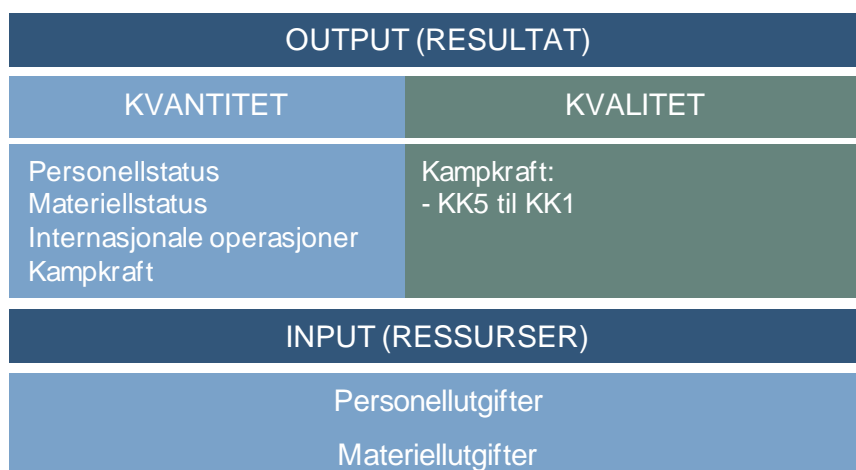 OUTPUT (RESULTAT)
KVANTITET
KVALITET
Personellstatus
Materiellstatus
Internasjonale operasjoner
Kampkraft
Kampkraft:
- KK5 til KK1
INPUT (RESSURSER)
Personellutgifter
Materiellutgifter